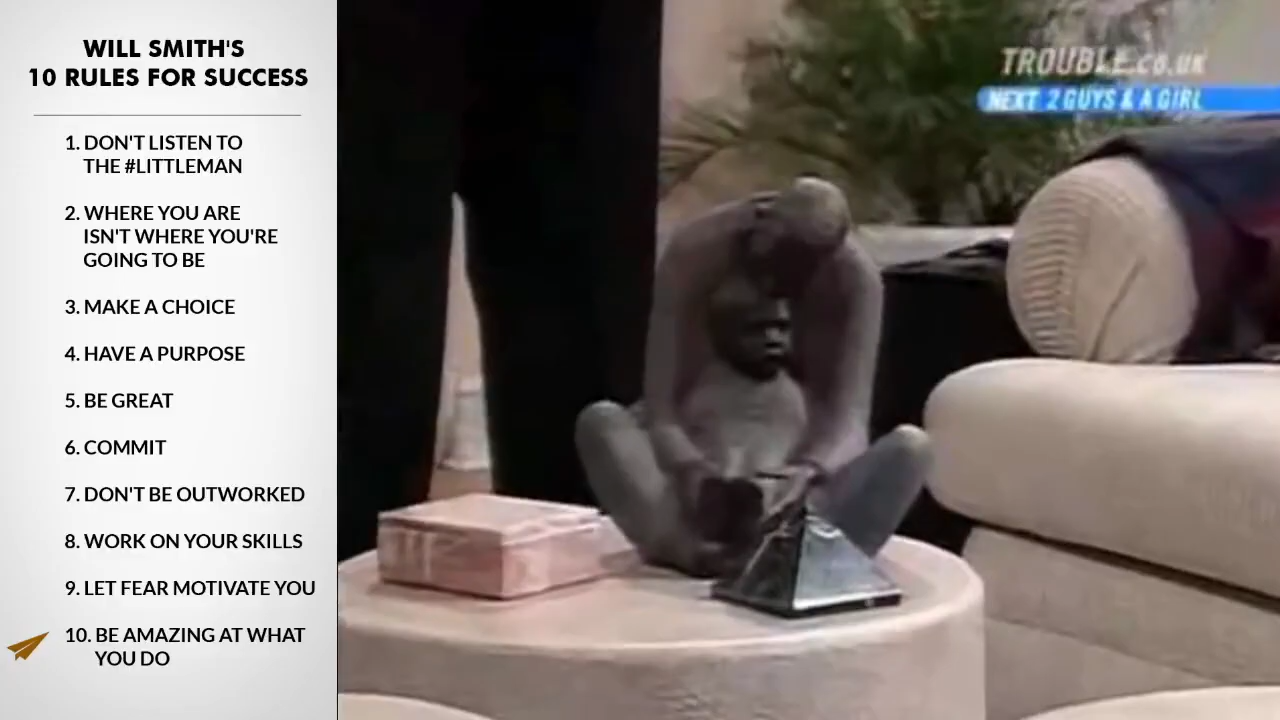 WILL SMITH'S
10 RULES FOR SUCCESS
1. DON'T LISTEN TO
THE #LITTLEMAN
2. WHERE YOU ARE
ISN'T WHERE YOU'RE
GOING TO BE
3. MAKE A CHOICE
4. HAVE A PURPOSE
5. BE GREAT
6. COMMIT
7. DON'T BE OUTWORKED
8. WORK ON YOUR SKILLS
9. LET FEAR MOTIVATE YOU
10. BE AMAZING AT WHAT
YOU DO
TROUBLE.co.uk
NEXT 2 GUYS & A GIRL